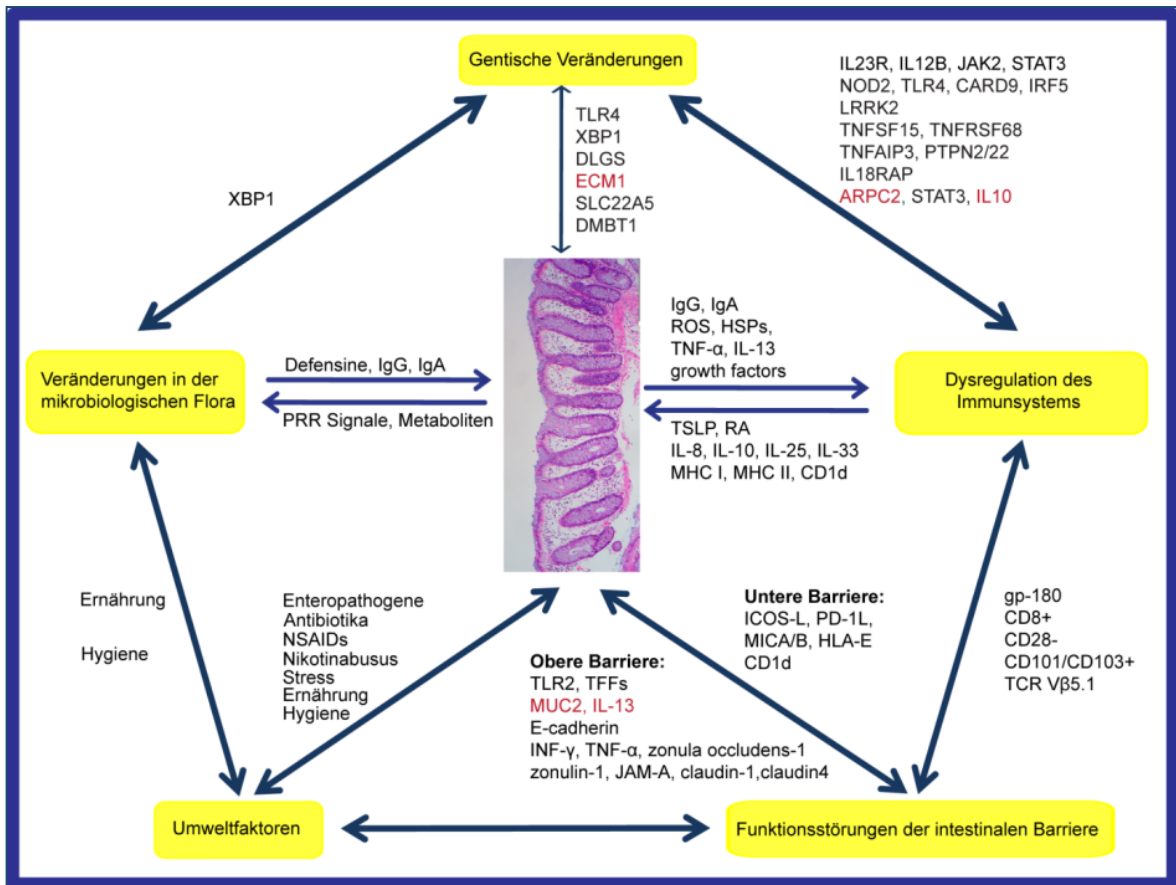 Gentische Veränderungen
IL23R, IL12B, JAK2, STAT3
NOD2, TLR4, CARD9, IRF5
LRRK2
TNFSF15, TNFRSF68
TNFAIP3, PTPN2/22
IL18RAP
ARPC2, STAT3, IL10
TLR4
XBP1
DLGS
ECM1
SLC22A5
DMBT1
XBP1
Veränderungen in der
mikrobiologischen Flora
Defensine, IgG, IgA
PRR Signale, Metaboliten
IgG, IgA
ROS, HSPs,
TNF-α, IL-13
growth factors
TSLP, RA
IL-8, IL-10, IL-25, IL-33
MHC I, MHC II, CD1d
Dysregulation des
Immunsystems
Ernährung
Hygiene
Enteropathogene
Antibiotika
NSAIDs
Nikotinabusus
Stress
Ernährung
Hygiene
Obere Barriere:
TLR2, TFFs
MUC2, IL-13
E-cadherin
INF-γ, TNF-α, zonula occludens-1
zonulin-1, JAM-A, claudin-1,claudin4
Untere Barriere:
ICOS-L, PD-1L,
MICA/B, HLA-E
CD1d
gp-180
CD8+
CD28-
CD101/CD103+
TCR Vβ5.1
Umweltfaktoren
Funktionsstörungen der intestinalen Barriere